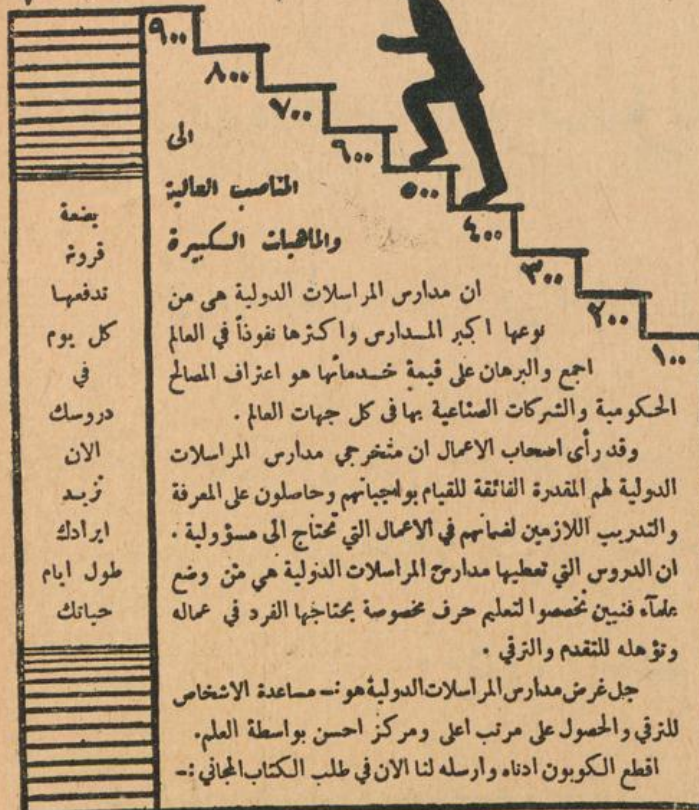 ٩٠٠
٨٠٠
٧٠٠
٩٠٠
٥٠٠
٤٠٠
٣٠٠
٢٠٠
١٠٠
الى
المناصب العالية
والماهيات السكبيرة
ان مدارس المراسلات الدولية هى من
نوعها اكبر المدارس واكثرها نفوذاً في العالم
اجمع والبرهان على قيمة خدماتها هو اعتراف المصالح
الحكومية والشركات الصناعية بها فى كل جهات العالم .
وقد رأى اصحاب الاعمال ان متخرجي مدارس المراسلات
الدولية لهم المقدرة الفائقة للقيام بواجباتهم وحاصلون على المعرفة
والتدريب اللازمين لضمانهم في الاعمال التي تحتاج الى مسؤولية .
ان الدروس التي تعطيها مدارس المراسلات الدولية هي من وضع
علمآء فنيين تخصصوا لتعليم حرف مخصوصة يحتاجها الفرد في عماله
وتؤهله للتقدم والترقي .
جل غرض مدارس المراسلات الدولية هو :ـ مساعدة الاشخاص
للترقي والحصول على مرتب اعلى ومركز احسن بواسطة العلم .
اقطع الكوبون ادناه وارسله لنا الان في طلب الكتاب المجاني :ـ
بضعة
قروش
تدفعها
كل يوم
في
دروسك
الان
تزيد
ايرادك
طول ايام
حياتك